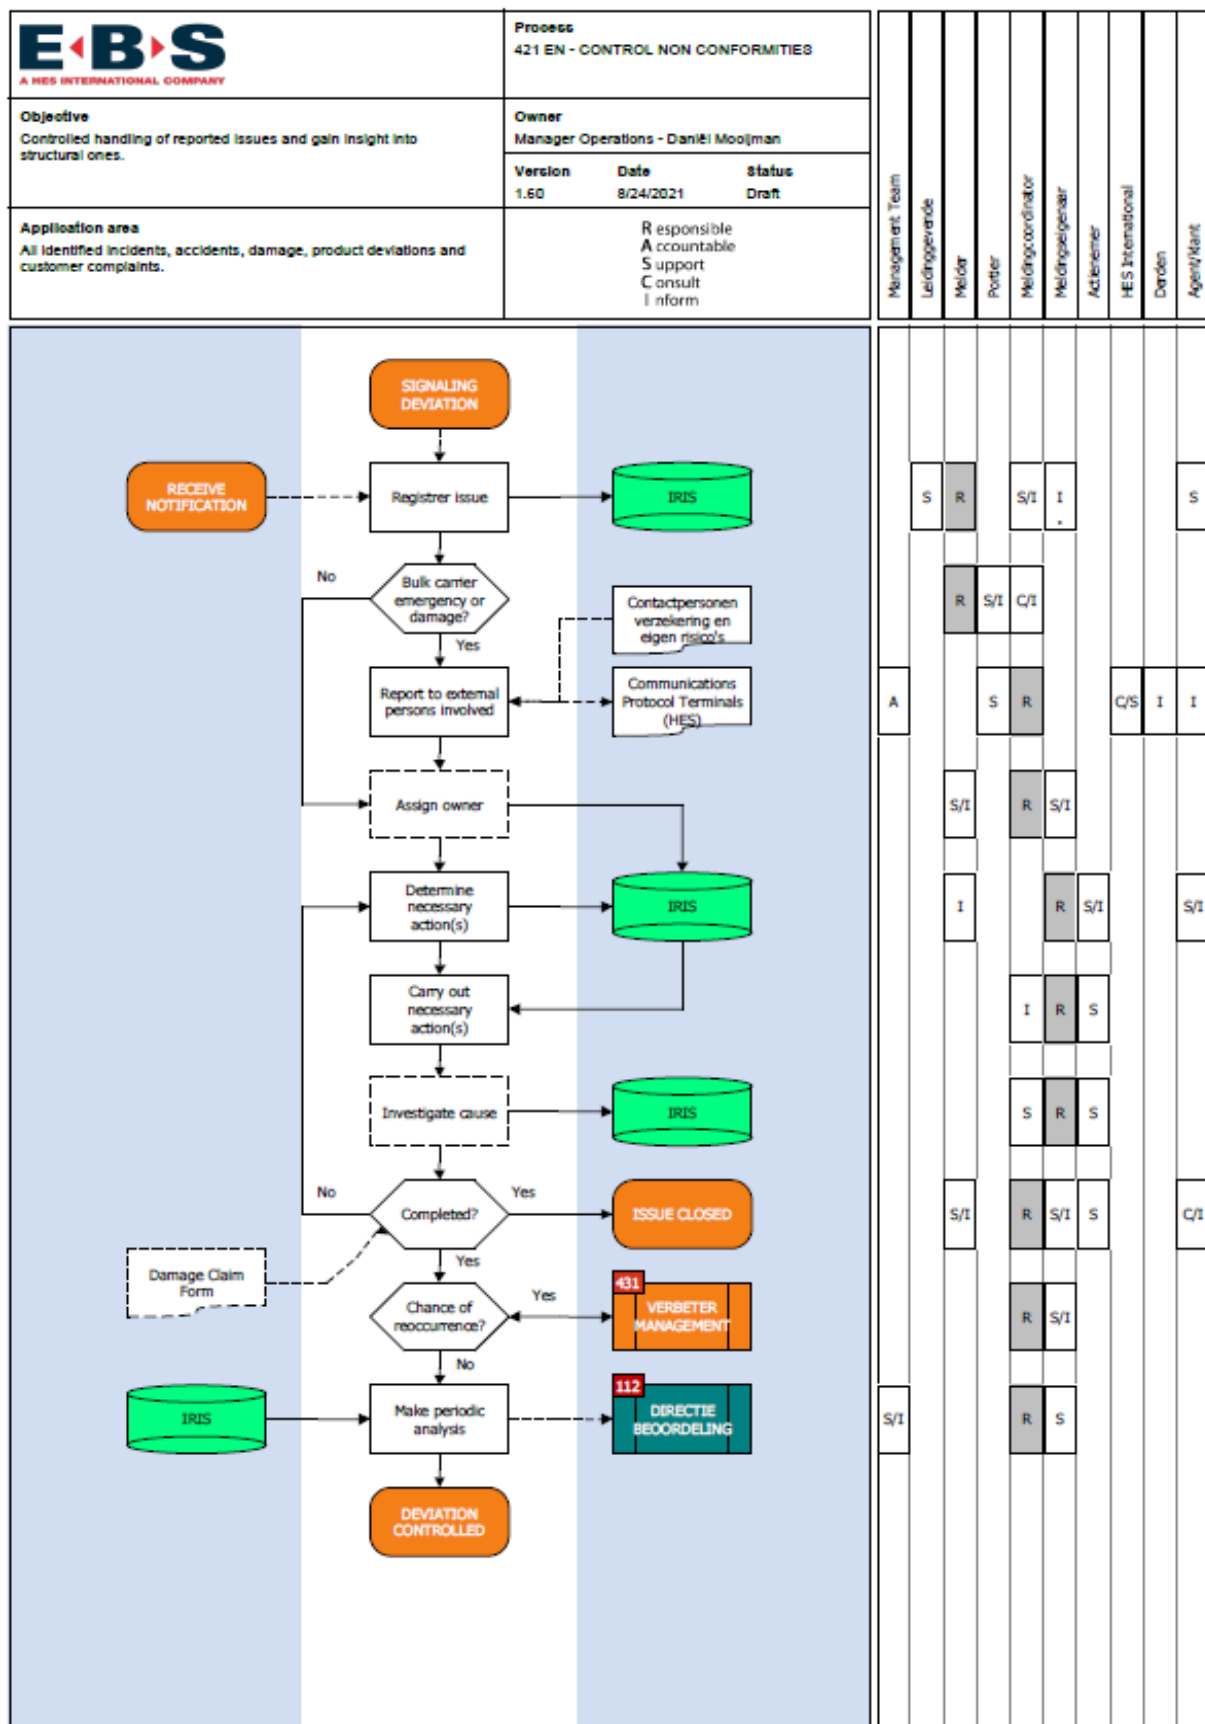 E B S
A HES INTERNATIONAL COMPANY
Process
421 EN - CONTROL NON CONFORMITIES
Objective
Controlled handling of reported issues and gain insight into
structural ones.
Owner
Manager Operations - Daniël Mooijman
Version Date Status
1.60 8/24/2021 Draft
Application area
All identified incidents, accidents, damage, product deviations and
customer complaints.
R esponsible
A ccountable
S upport
C onsult
I nform
Management Team
Leidinggevende
Melder
Portier
Meldingcoordinator
Meldingseigenaar
Actienemer
HES International
Derden
Agent/Klant
SIGNALING
DEVIATION
RECEIVE
NOTIFICATION
Registrer issue
IRIS
S R S/I I S
No
Bulk carrier
emergency or
damage?
Yes
Contactpersonen
verzekering en
eigen risico's
R S/I C/I
Report to external
persons involved
Communications
Protocol Terminals
(HES)
A S R C/S I I
Assign owner
S/I R S/I
Determine
necessary
action(s)
IRIS
I R S/I S/I
Carry out
necessary
action(s)
I R S
Investigate cause
IRIS
S R S
No
Completed?
Yes
ISSUE CLOSED
S/I R S/I S C/I
Yes
Damage Claim
Form
Chance of
reoccurrence?
Yes
431
VERBETER
MANAGEMENT
R S/I
No
IRIS
Make periodic
analysis
112
DIRECTIE
BEOORDELING
S/I R S
DEVIATION
CONTROLLED